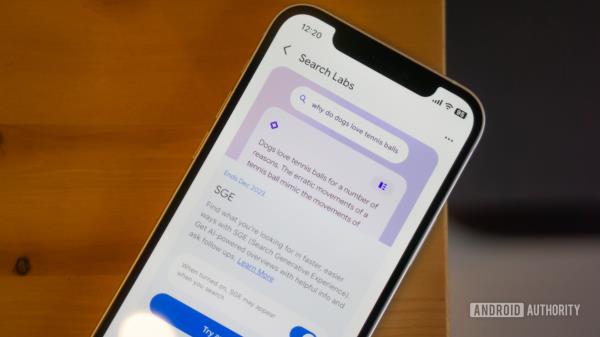 12:20
Search Labs
why do dogs love tennis balls
Dogs love tennis balls for a number of
reasons. The erratic movements of a
tennis ball mimic the movements of
Ends Dec 2023
SGE
Find what you're looking for in faster, easier
ways with SGE (Search Generative Experience).
Get AI-powered overviews with helpful info and
ask follow ups. Learn More
When turned on, SGE may appear
when you search.
Try
ANDROID AUTHORITY